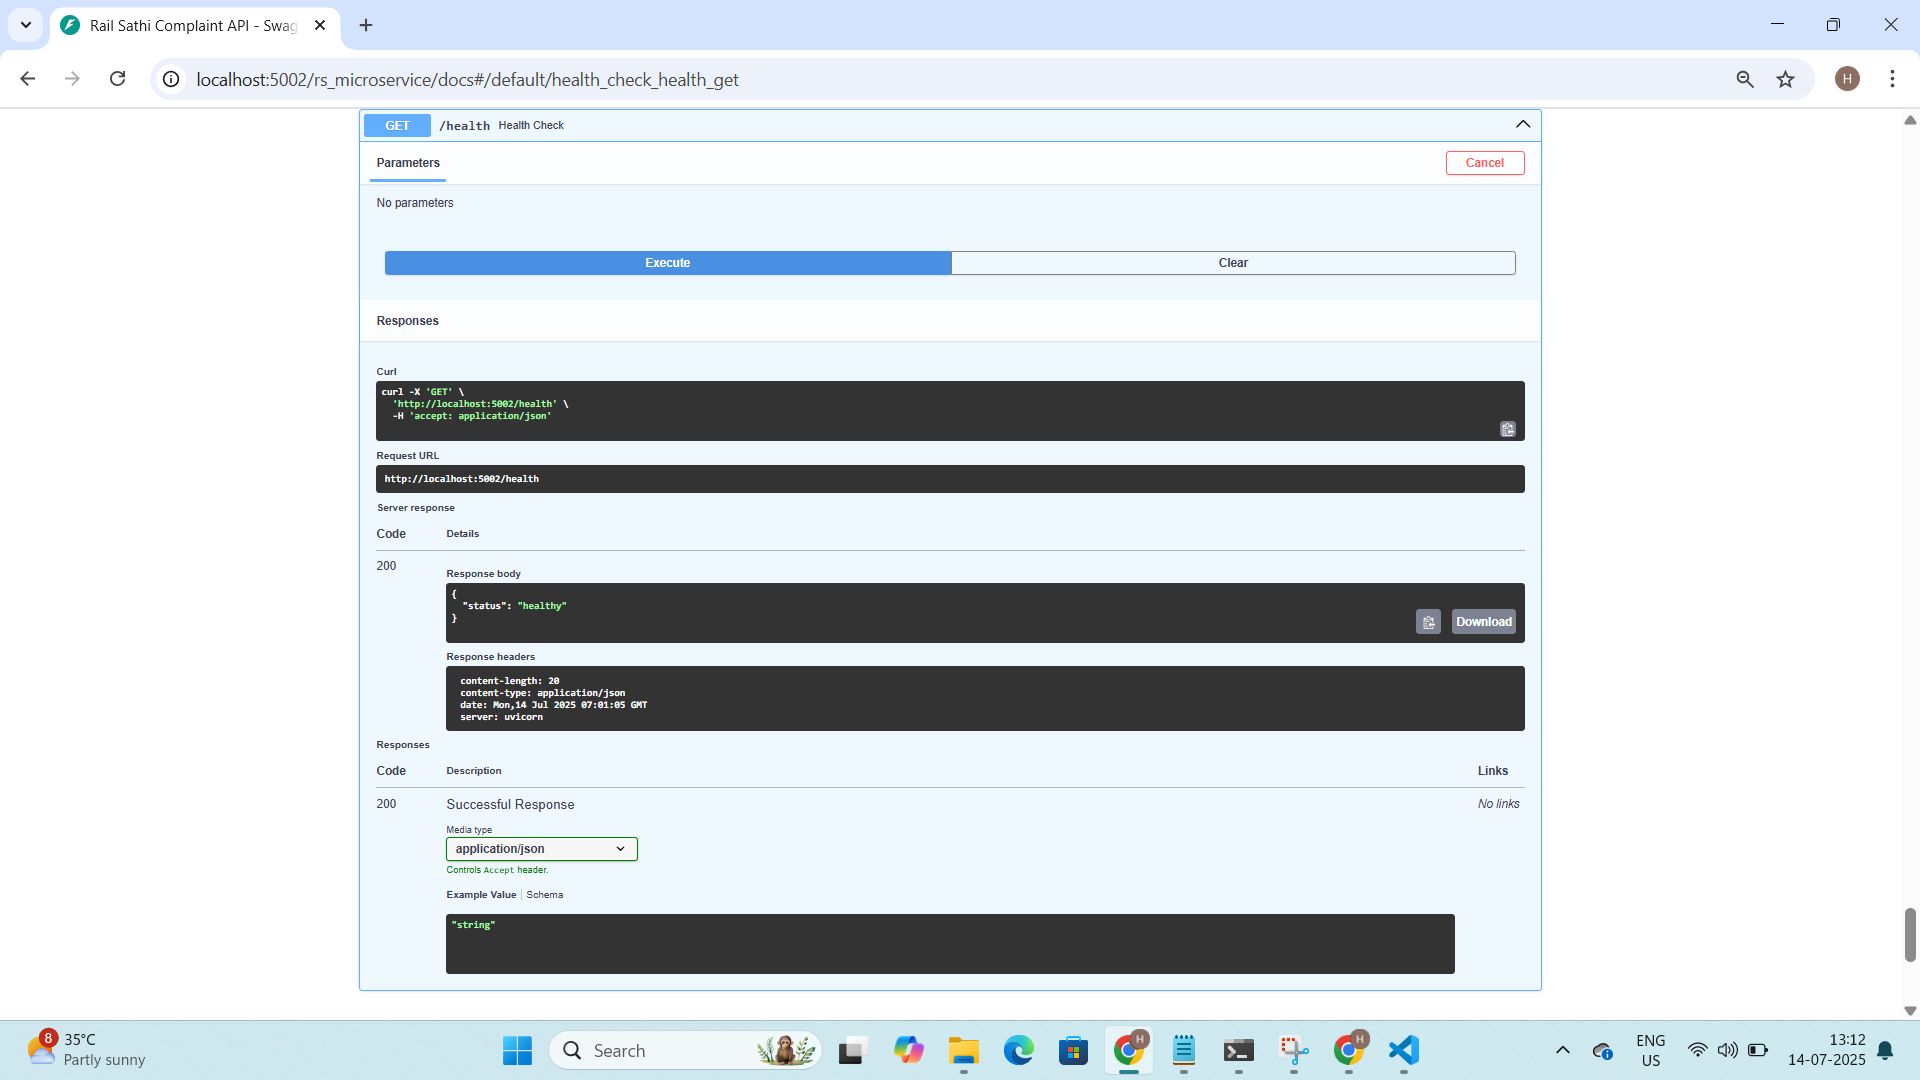 Rail Sathi Complaint API - Swag
localhost:5002/rs_microservice/docs#/default/health_check_health_get
H
GET /health Health Check
Parameters
Cancel
No parameters
Execute
Clear
Responses
Curl
curl -X 'GET' \
'http://localhost:5002/health' \
-H 'accept: application/json'
Request URL
http://localhost:5002/health
Server response
Code Details
200
Response body
{
"status": "healthy"
}
Download
Response headers
content-length: 20
content-type: application/json
date: Mon,14 Jul 2025 07:01:05 GMT
server: uvicorn
Responses
Code Description Links
200 Successful Response No links
Media type
application/json
Controls Accept header.
Example Value Schema
"string"
8
35°C
Partly sunny
Search
H
H
ENG
US
13:12
14-07-2025